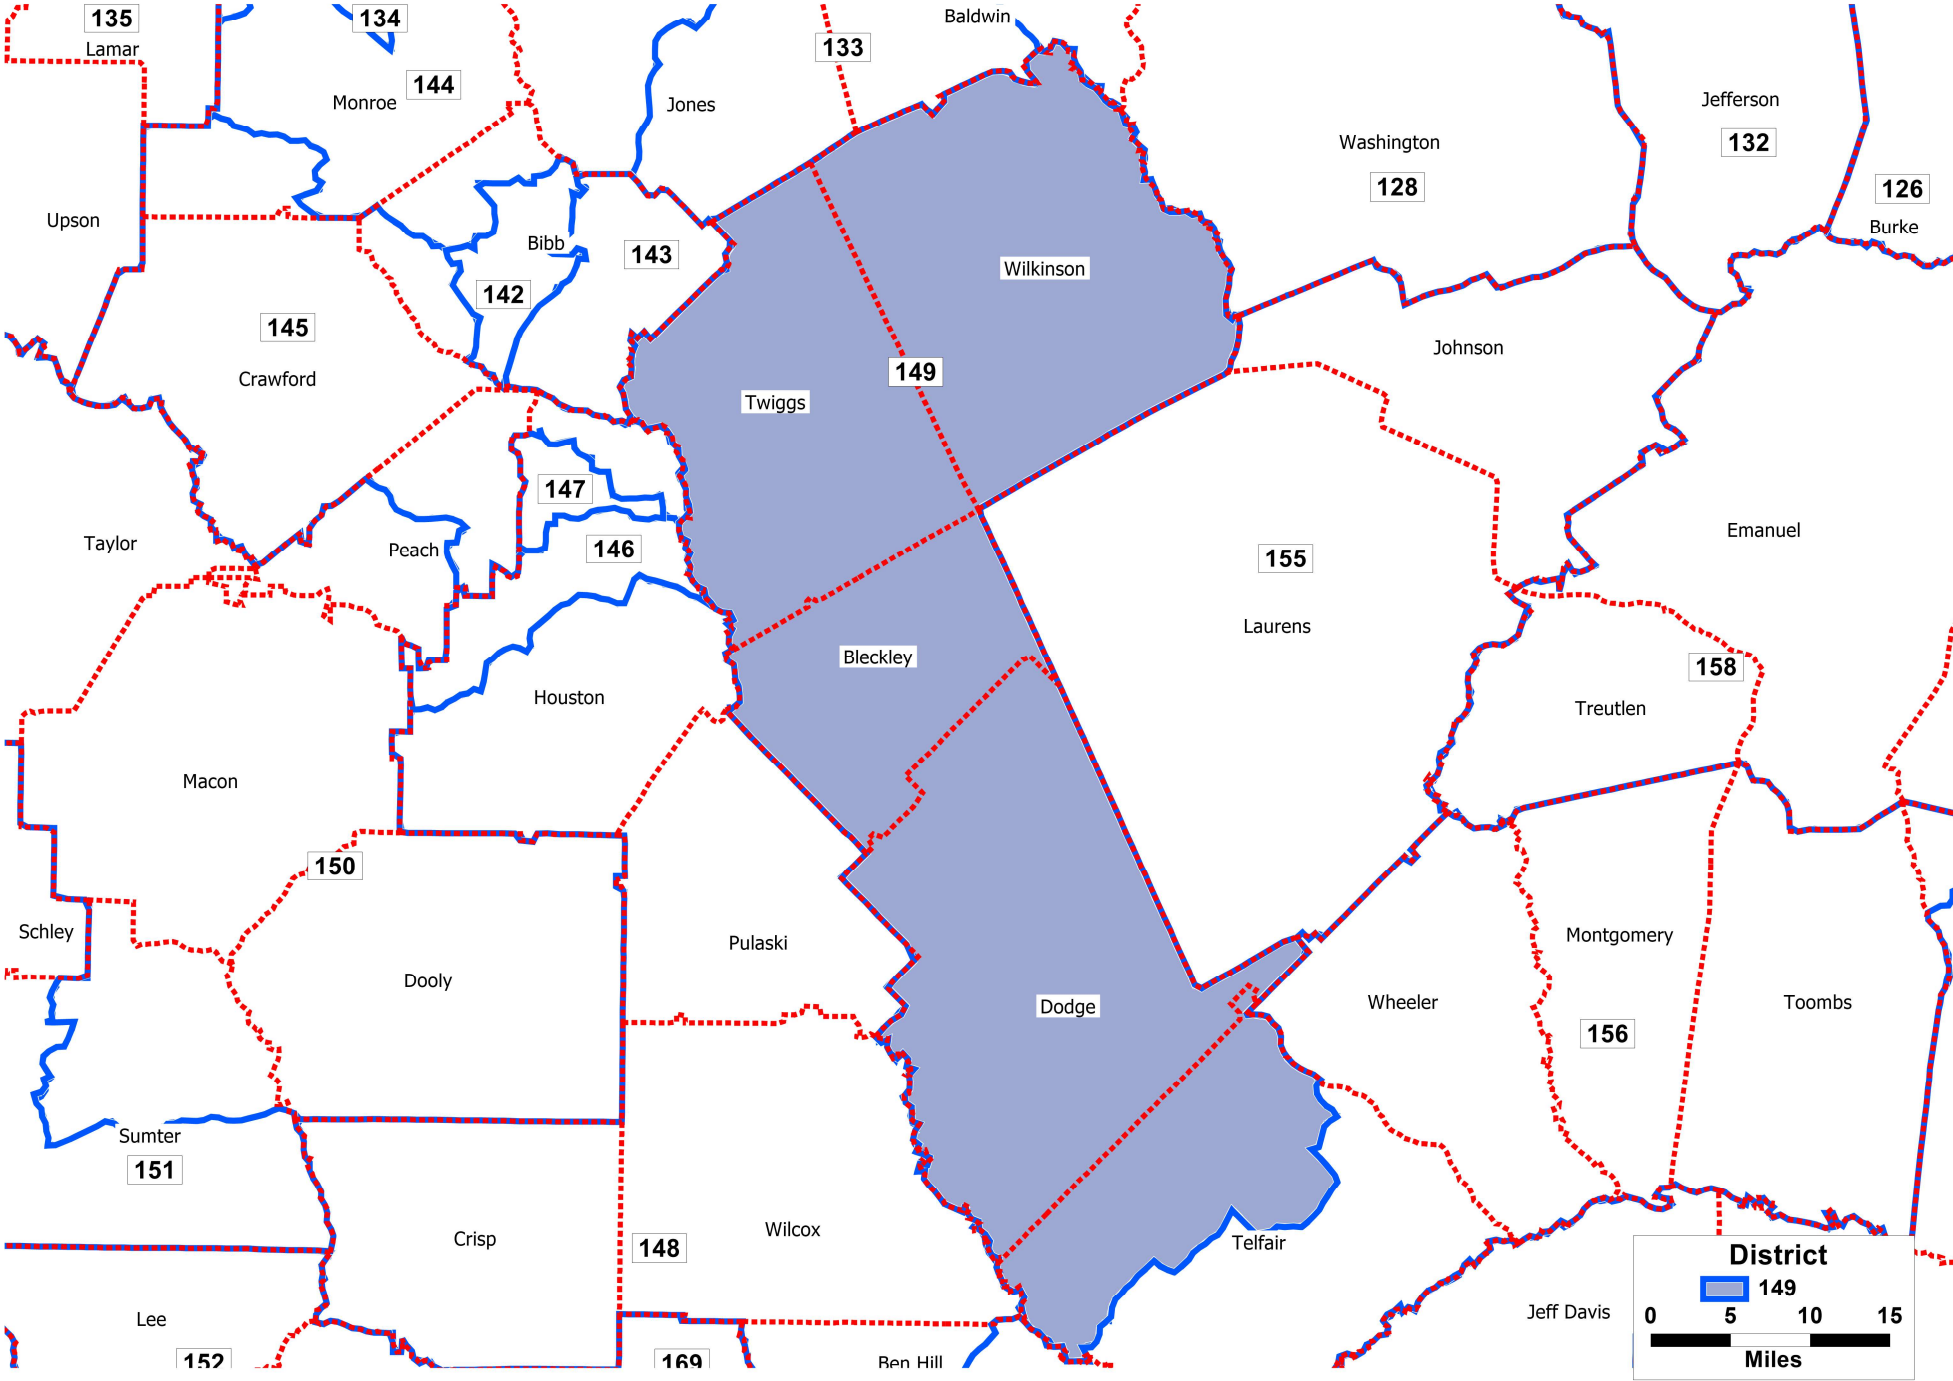 135
Lamar
134
144
Monroe
Jones
133
Baldwin
Washington
128
Jefferson
132
126
Burke
Upson
Bibb
143
142
145
Crawford
Wilkinson
149
Twiggs
Johnson
Taylor
Peach
147
146
Emanuel
155
Laurens
Bleckley
158
Treutlen
Houston
Macon
150
Schley
Dooly
Pulaski
Dodge
Wheeler
Montgomery
156
Toombs
Sumter
151
Crisp
148
Wilcox
Telfair
Lee
152
169
Ben Hill
Jeff Davis
District
149
0 5 10 15
Miles